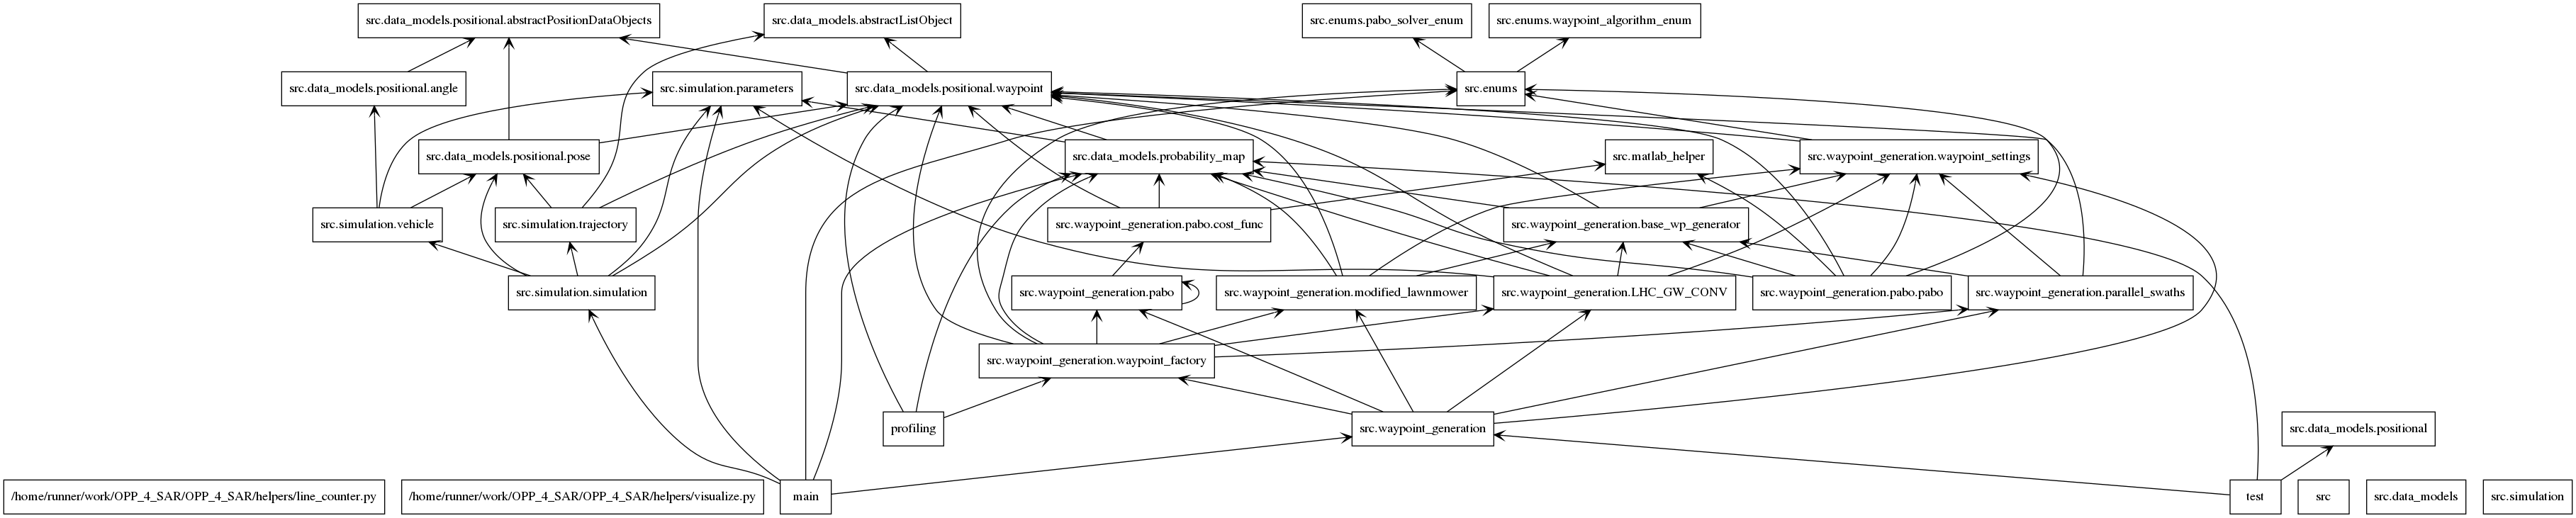 src.data_models.positional.abstractPositionDataObjects
src.data_models.abstractListObject
src.enums.pabo_solver_enum
src.enums.waypoint_algorithm_enum
src.data_models.positional.angle
src.simulation.parameters
src.data_models.positional.waypoint
src.enums
src.data_models.positional.pose
src.data_models.probability_map
src.matlab_helper
src.waypoint_generation.waypoint_settings
src.simulation.vehicle
src.simulation.trajectory
src.waypoint_generation.pabo.cost_func
src.waypoint_generation.base_wp_generator
src.simulation.simulation
src.waypoint_generation.pabo
src.waypoint_generation.modified_lawnmower
src.waypoint_generation.LHC_GW_CONV
src.waypoint_generation.pabo.pabo
src.waypoint_generation.parallel_swaths
src.waypoint_generation.waypoint_factory
profiling
src.waypoint_generation
src.data_models.positional
/home/runner/work/OPP_4_SAR/OPP_4_SAR/helpers/line_counter.py
/home/runner/work/OPP_4_SAR/OPP_4_SAR/helpers/visualize.py
main
test
src
src.data_models
src.simulation